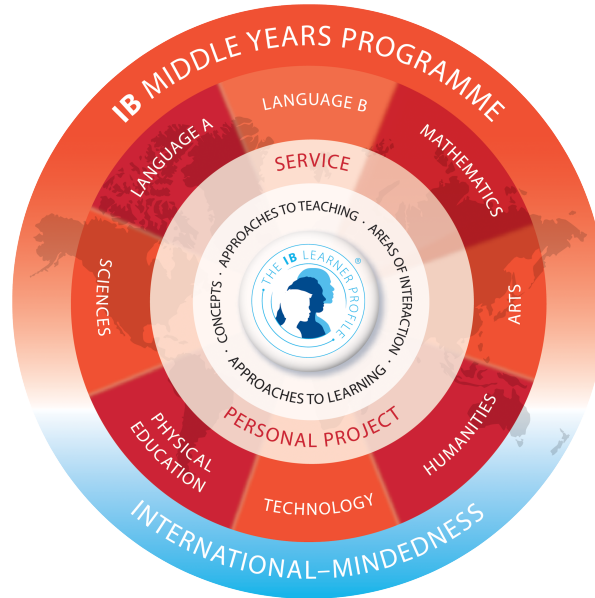 IB MIDDLE YEARS PROGRAMME
LANGUAGE A
LANGUAGE B
MATHEMATICS
SCIENCES
ARTS
PHYSICAL
EDUCATION
TECHNOLOGY
HUMANITIES
SERVICE
PERSONAL PROJECT
APPROACHES TO TEACHING · AREAS OF INTERACTION ·
APPROACHES TO LEARNING · CONCEPTS ·
THE IB LEARNER PROFILE ®
INTERNATIONAL–MINDEDNESS